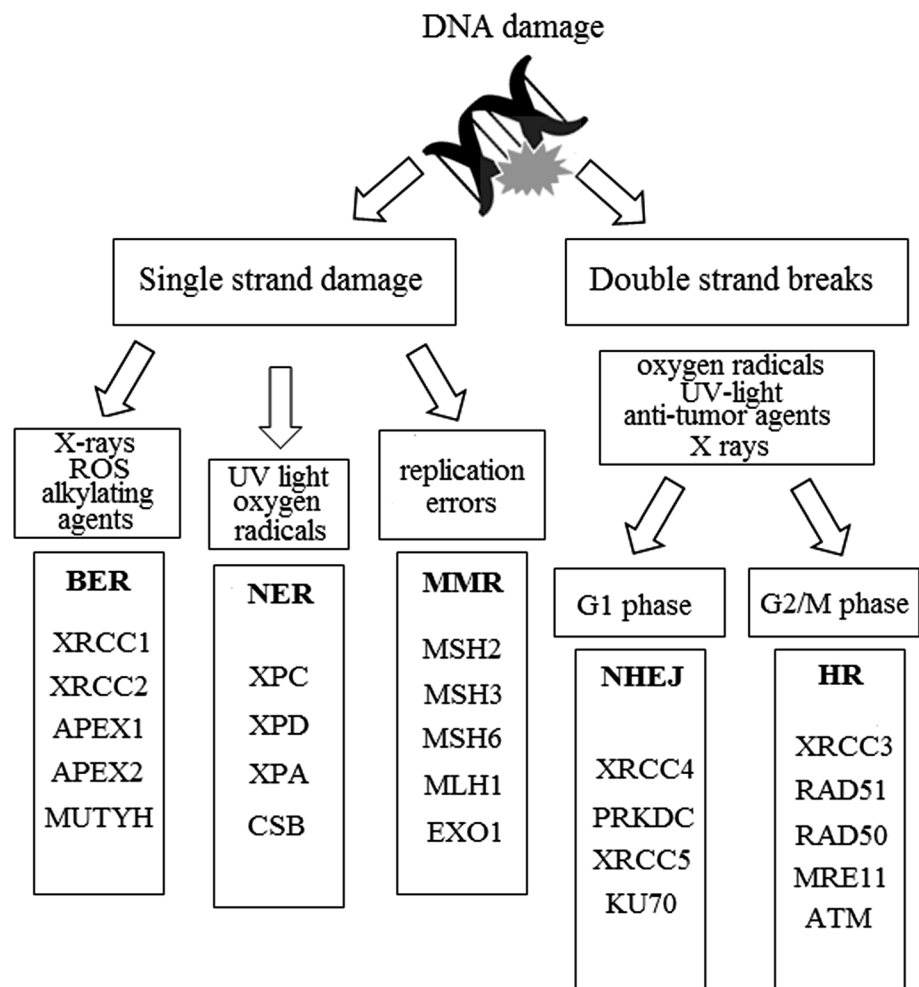 DNA damage
Single strand damage
Double strand breaks
X-rays
ROS
alkylating
agents
UV light
oxygen
radicals
replication
errors
oxygen radicals
UV-light
anti-tumor agents
X rays
BER
XRCC1
XRCC2
APEX1
APEX2
MUTYH
NER
XPC
XPD
XPA
CSB
MMR
MSH2
MSH3
MSH6
MLH1
EXO1
G1 phase
NHEJ
XRCC4
PRKDC
XRCC5
KU70
G2/M phase
HR
XRCC3
RAD51
RAD50
MRE11
ATM